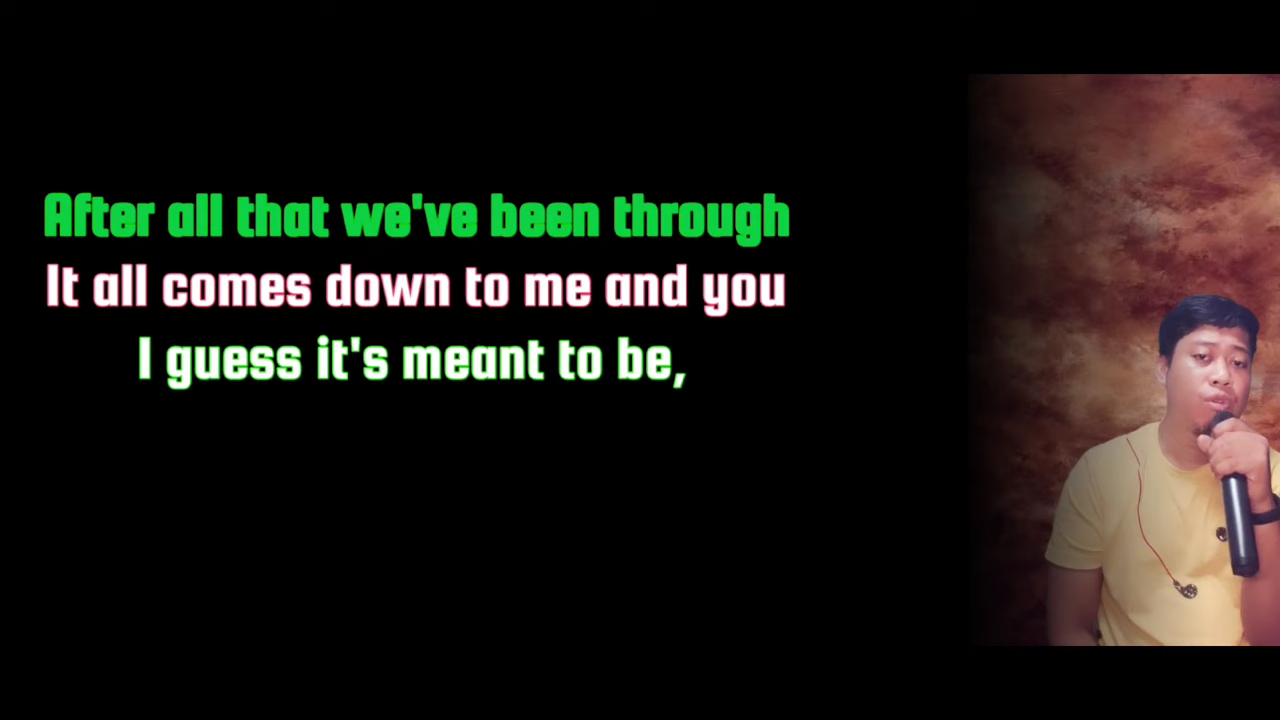 After all that we've been through
It all comes down to me and you
I guess it's meant to be,